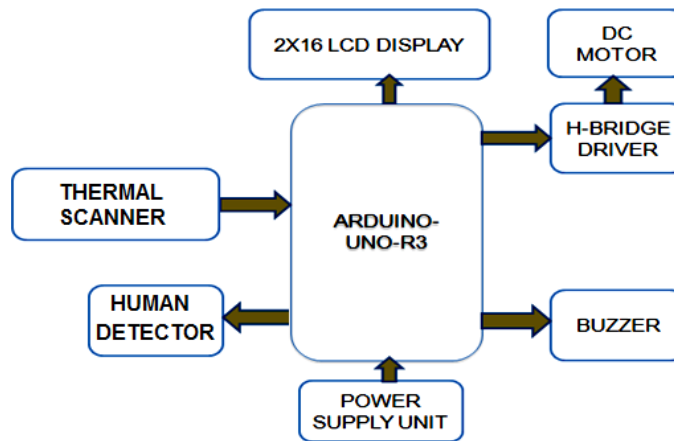 2X16 LCD DISPLAY
DC
MOTOR
H-BRIDGE
DRIVER
THERMAL
SCANNER
ARDUINO-
UNO-R3
HUMAN
DETECTOR
BUZZER
POWER
SUPPLY UNIT